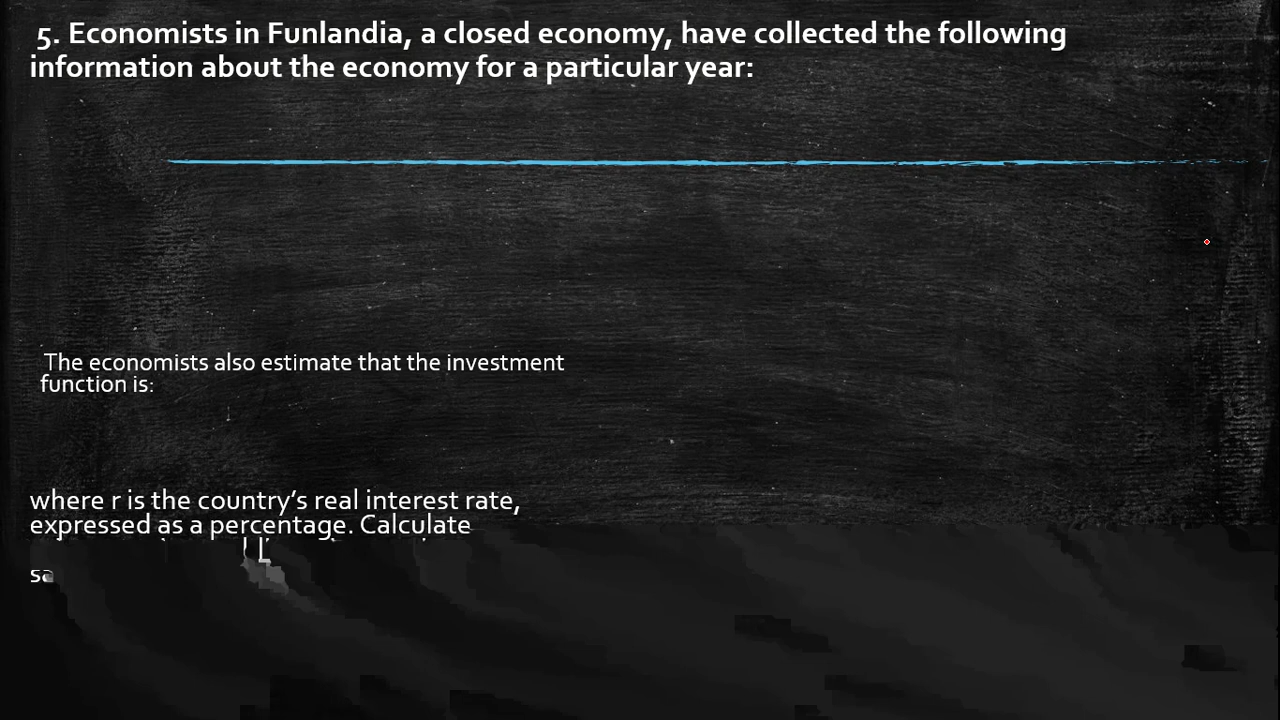 5. Economists in Funlandia, a closed economy, have collected the following
information about the economy for a particular year:
The economists also estimate that the investment
function is:
where r is the country’s real interest rate,
expressed as a percentage. Calculate